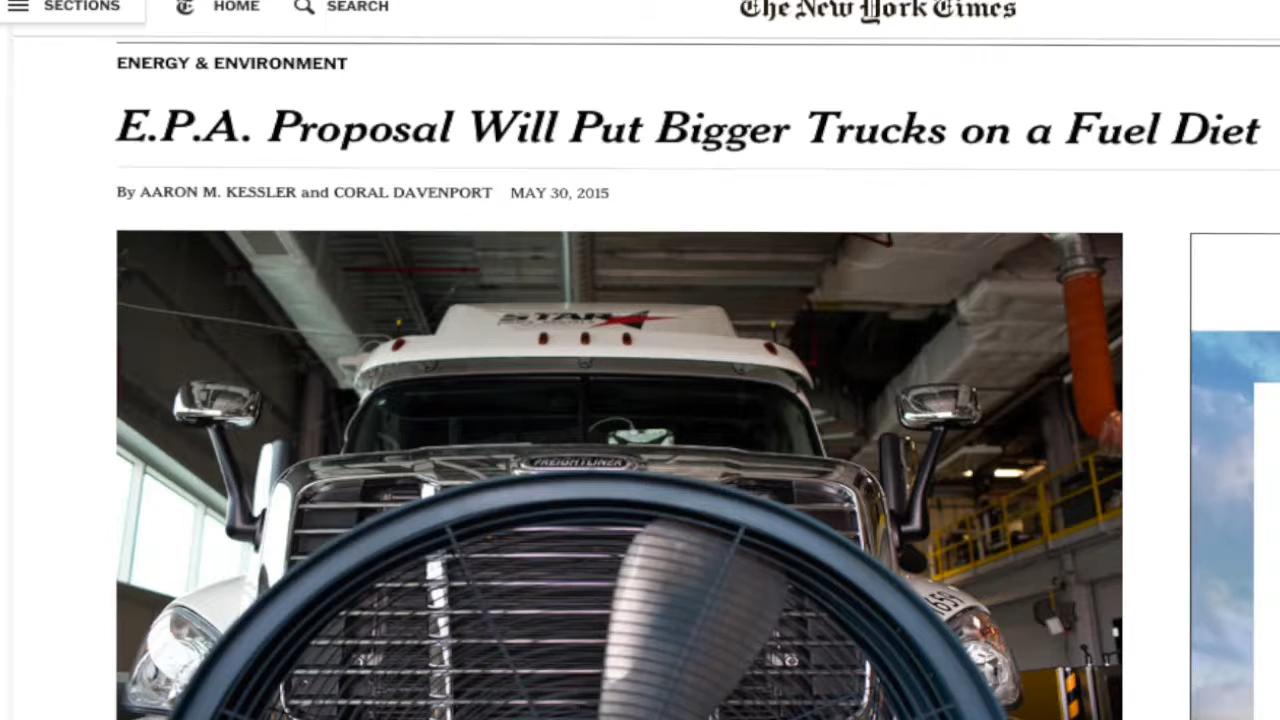 SECTIONS HOME SEARCH The New York Times
ENERGY & ENVIRONMENT
E.P.A. Proposal Will Put Bigger Trucks on a Fuel Diet
By AARON M. KESSLER and CORAL DAVENPORT MAY 30, 2015
STAR
FREIGHTLINER